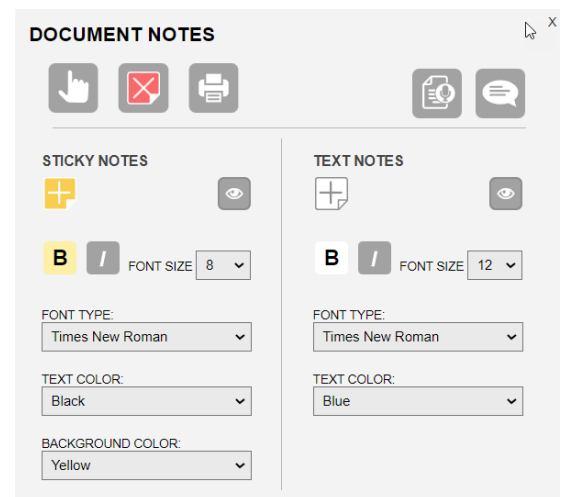 DOCUMENT NOTES
X
STICKY NOTES
B I FONT SIZE 8
FONT TYPE:
Times New Roman
TEXT COLOR:
Black
BACKGROUND COLOR:
Yellow
TEXT NOTES
B I FONT SIZE 12
FONT TYPE:
Times New Roman
TEXT COLOR:
Blue